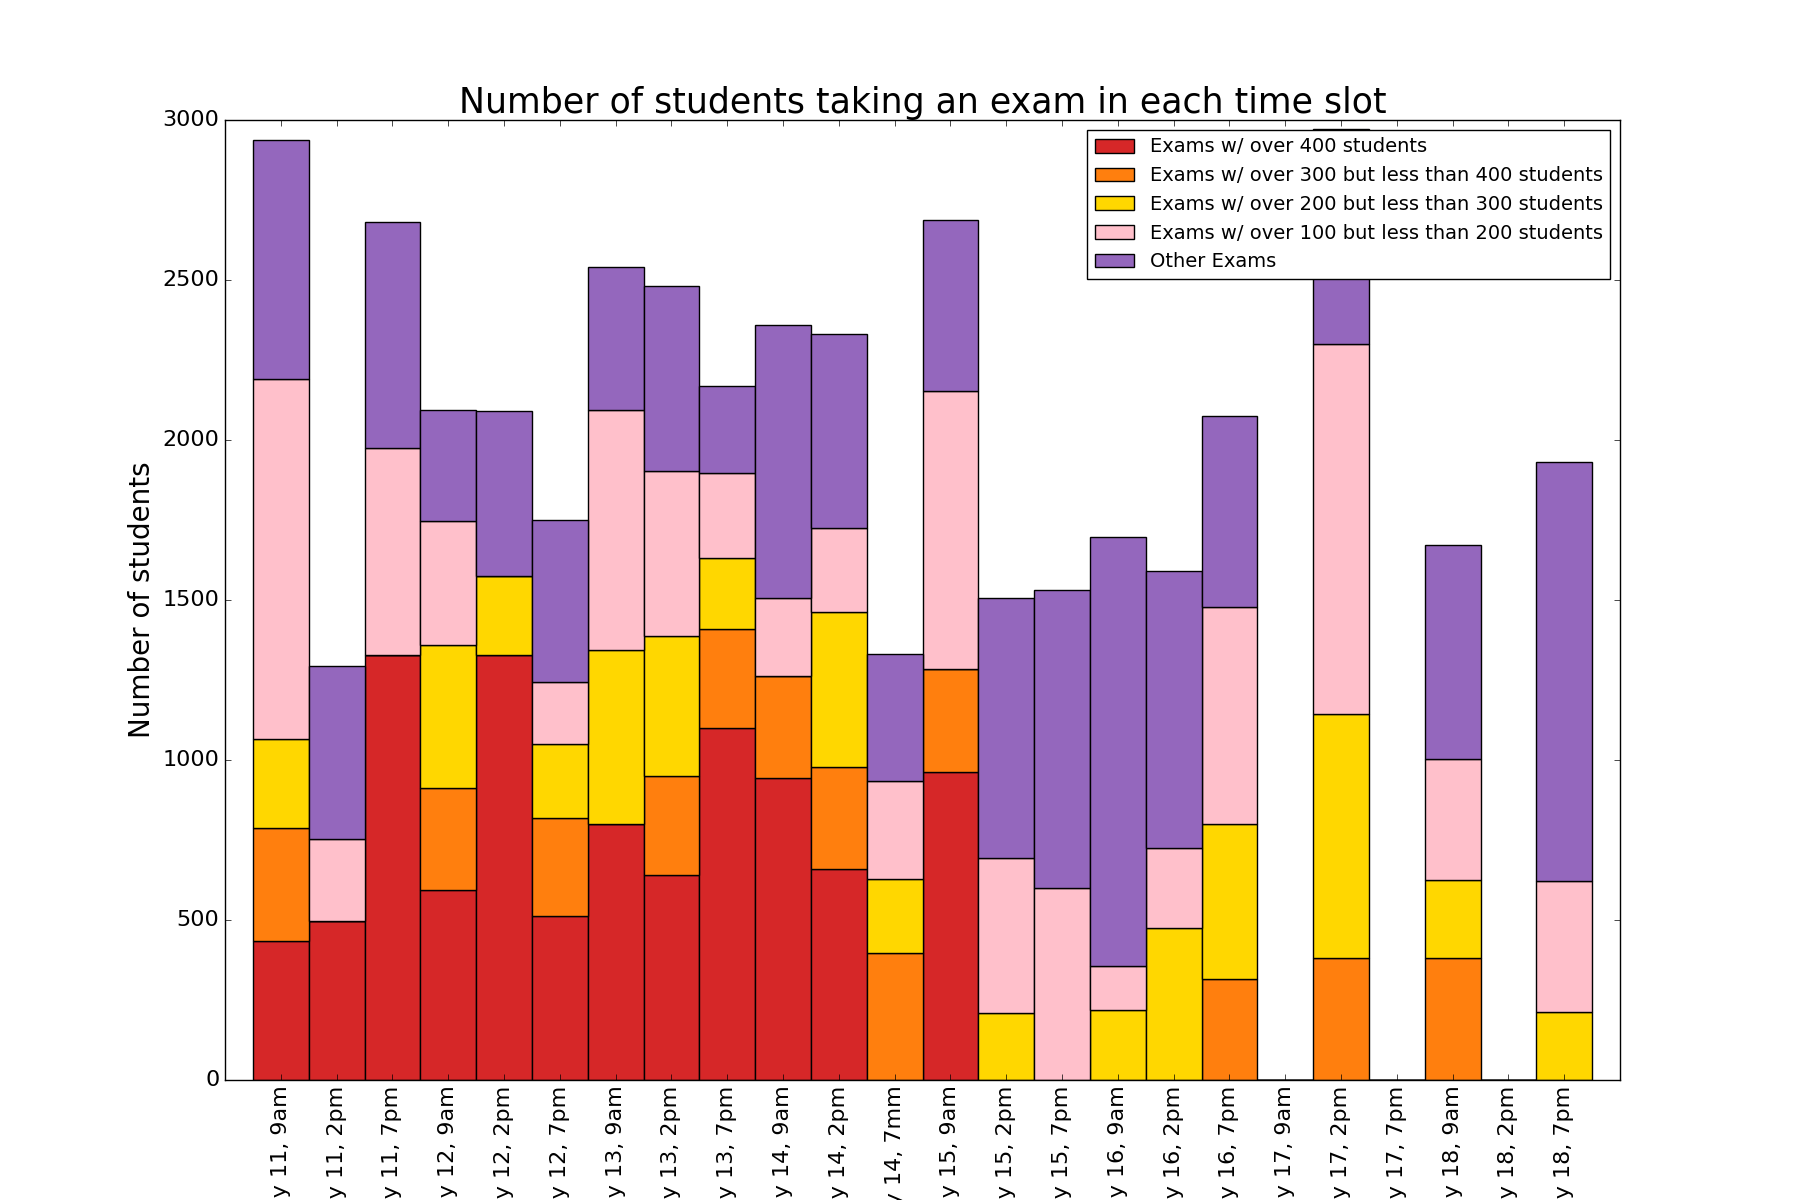 Number of students taking an exam in each time slot
Number of students
3000
2500
2000
1500
1000
500
0
Exams w/ over 400 students
Exams w/ over 300 but less than 400 students
Exams w/ over 200 but less than 300 students
Exams w/ over 100 but less than 200 students
Other Exams
y 11, 9am
y 11, 2pm
y 11, 7pm
y 12, 9am
y 12, 2pm
y 12, 7pm
y 13, 9am
y 13, 2pm
y 13, 7pm
y 14, 9am
y 14, 2pm
y 14, 7mm
y 15, 9am
y 15, 2pm
y 15, 7pm
y 16, 9am
y 16, 2pm
y 16, 7pm
y 17, 9am
y 17, 2pm
y 17, 7pm
y 18, 9am
y 18, 2pm
y 18, 7pm